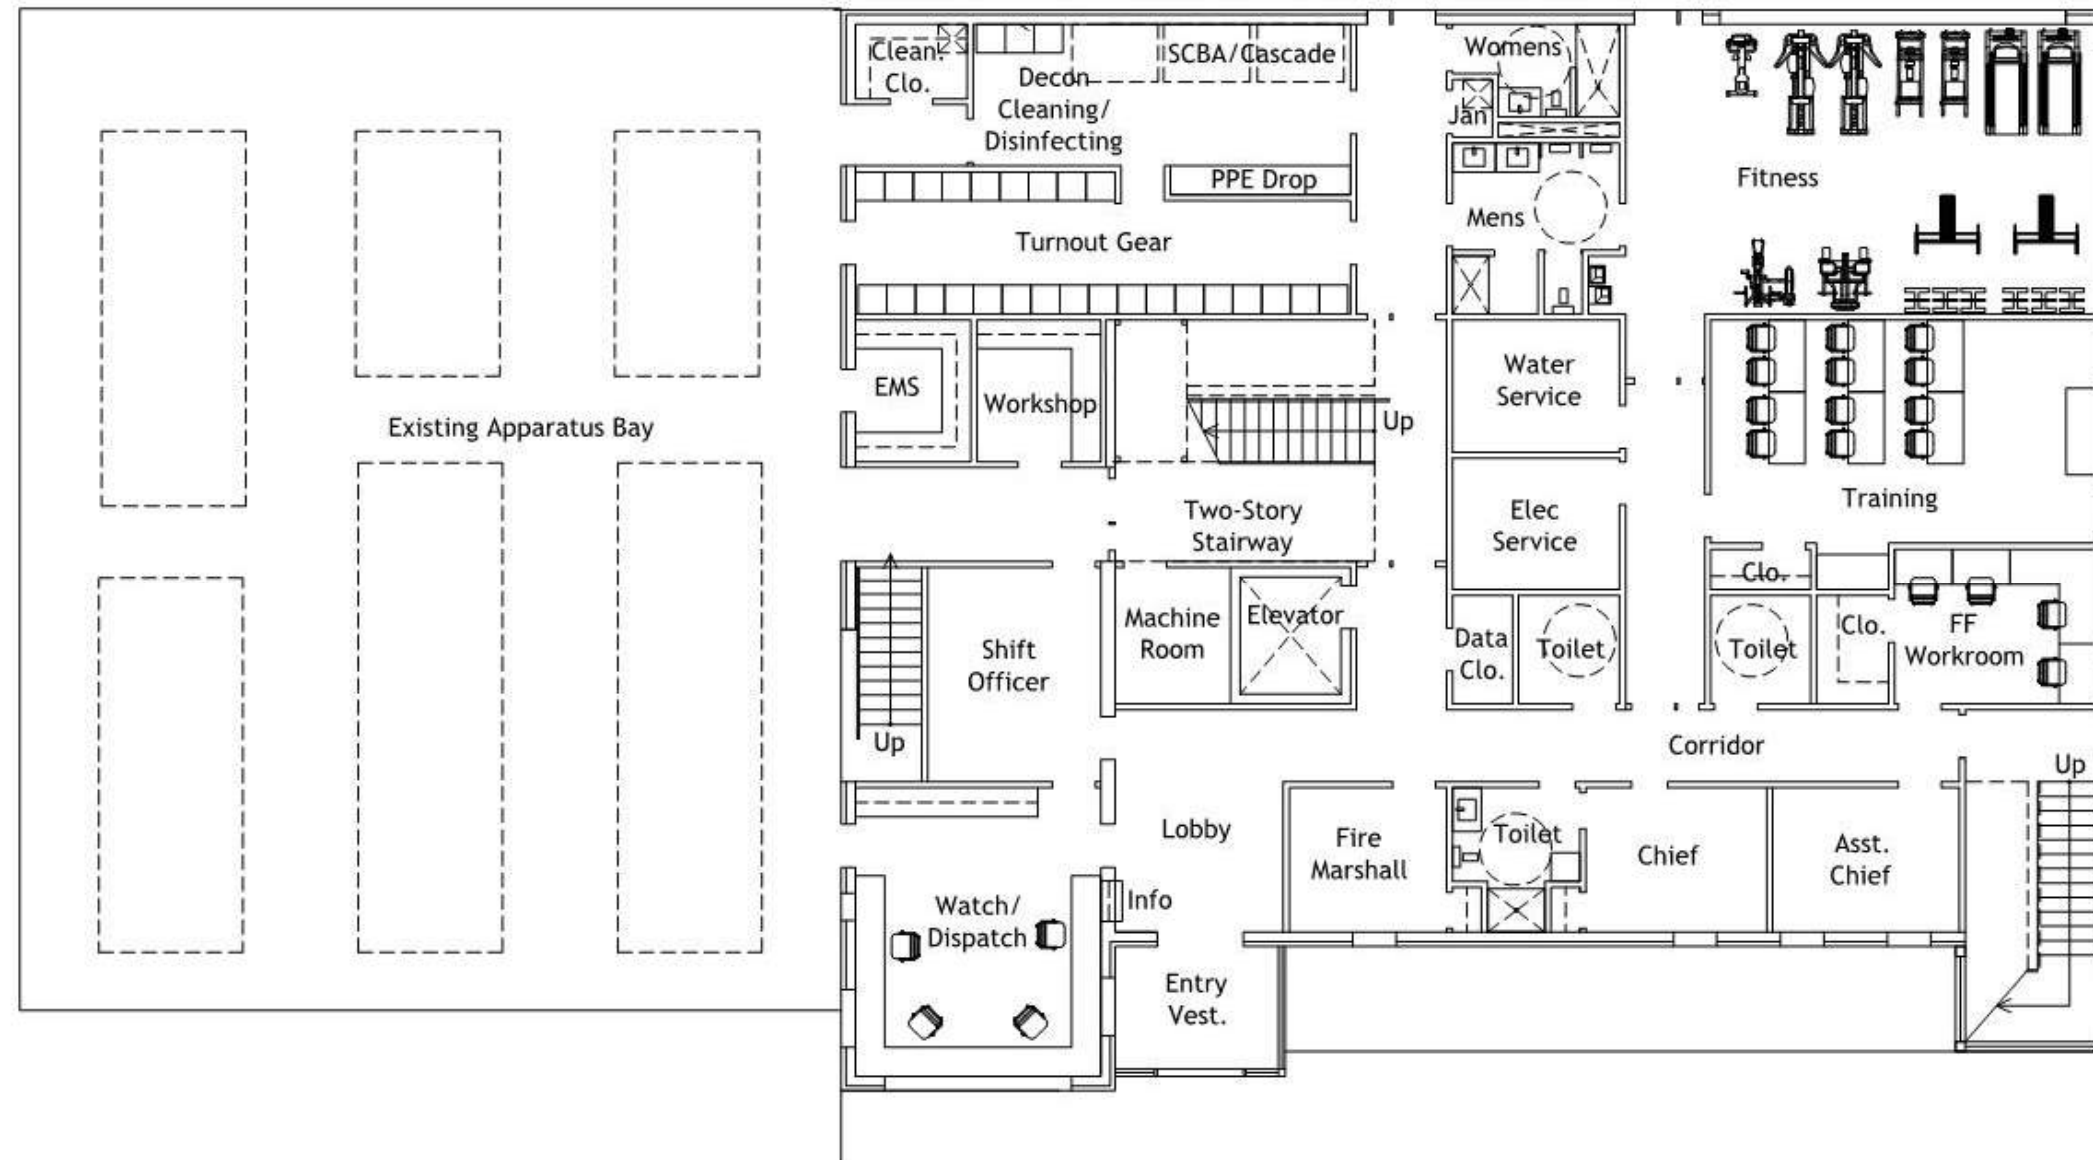 Clean.
Clo.
Decon
Cleaning/
Disinfecting
SCBA/Cascade
Womens
Jan
PPE Drop
Fitness
Mens
Turnout Gear
EMS
Workshop
Existing Apparatus Bay
Up
Water
Service
Training
Two-Story
Stairway
Elec
Service
Clo.
Machine
Room
Elevator
Data
Clo.
Toilet
Toilet
Clo.
FF
Workroom
Shift
Officer
Up
Corridor
Up
Lobby
Fire
Marshall
Toilet
Chief
Asst.
Chief
Info
Watch/
Dispatch
Entry
Vest.